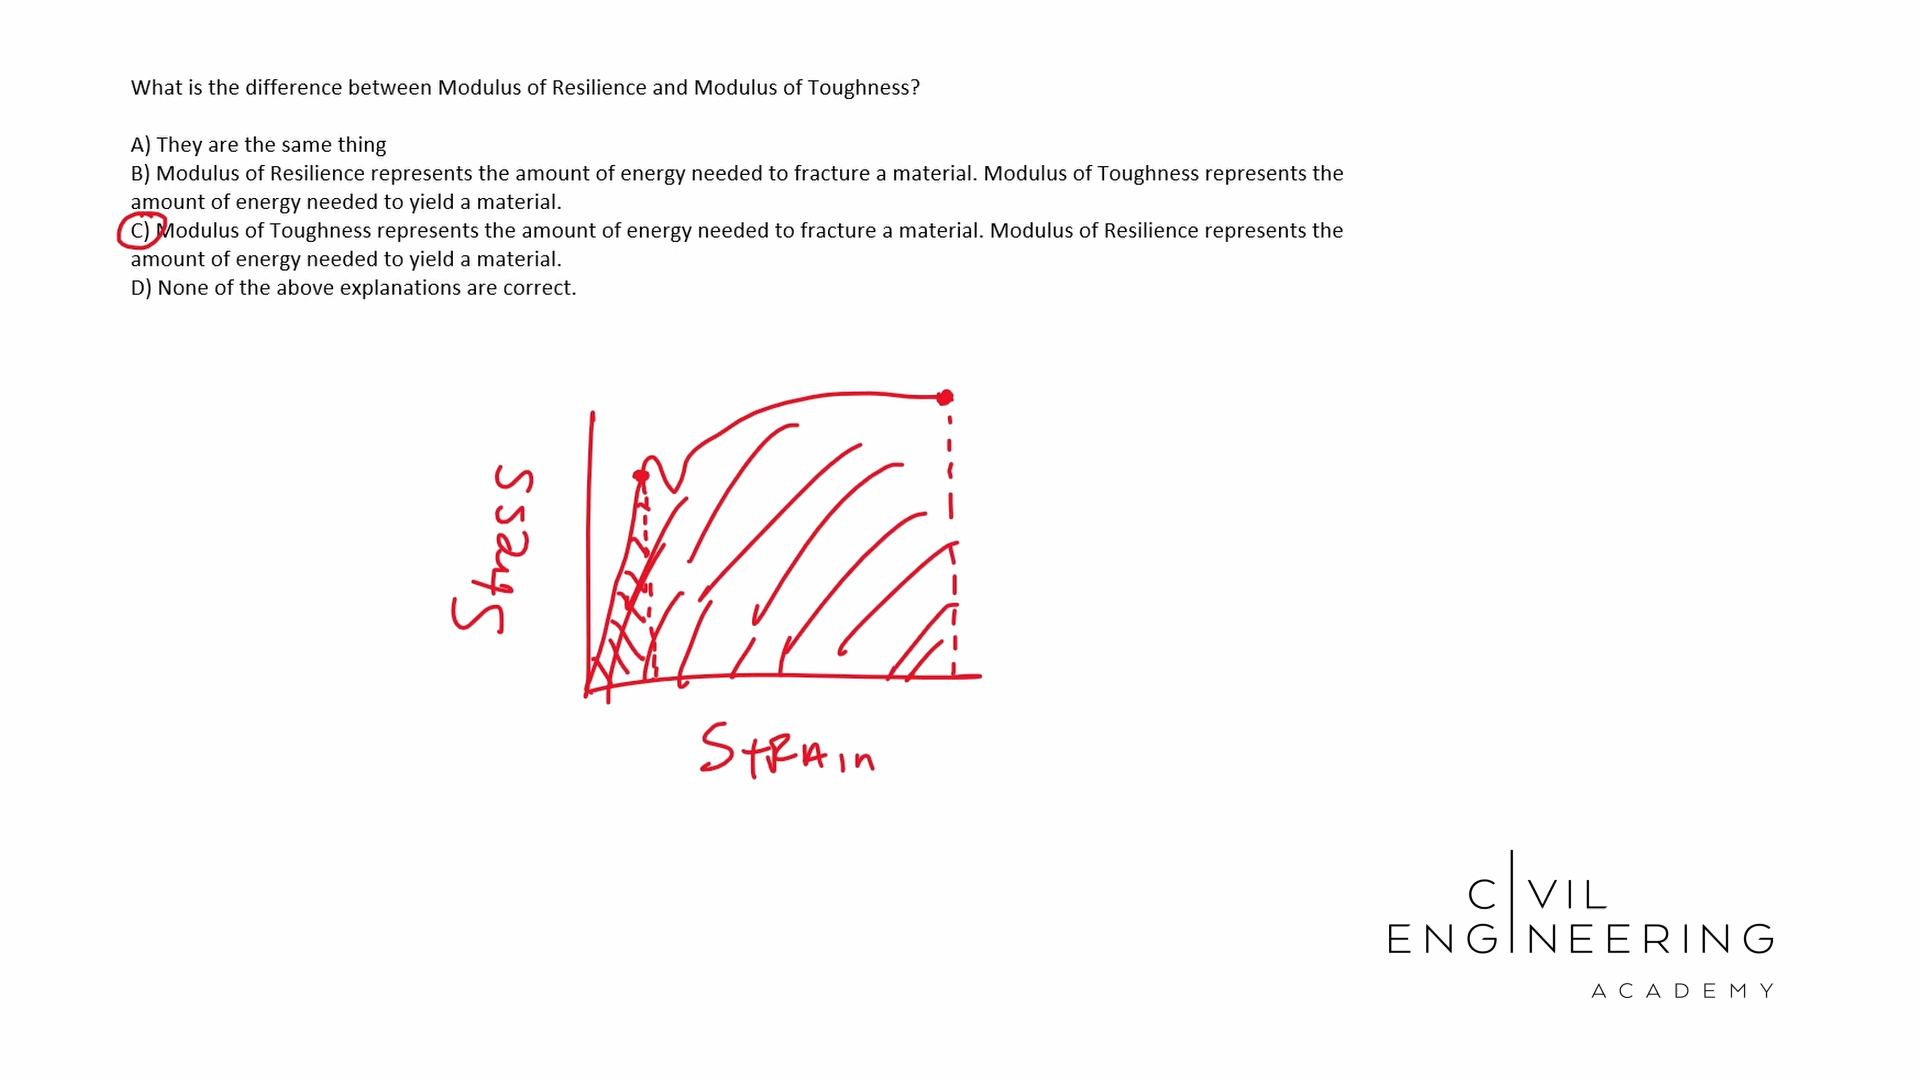 What is the difference between Modulus of Resilience and Modulus of Toughness?
A) They are the same thing
B) Modulus of Resilience represents the amount of energy needed to fracture a material. Modulus of Toughness represents the
amount of energy needed to yield a material.
C) Modulus of Toughness represents the amount of energy needed to fracture a material. Modulus of Resilience represents the
amount of energy needed to yield a material.
D) None of the above explanations are correct.
Stress
StRAin
CIVIL
ENGINEERING
ACADEMY